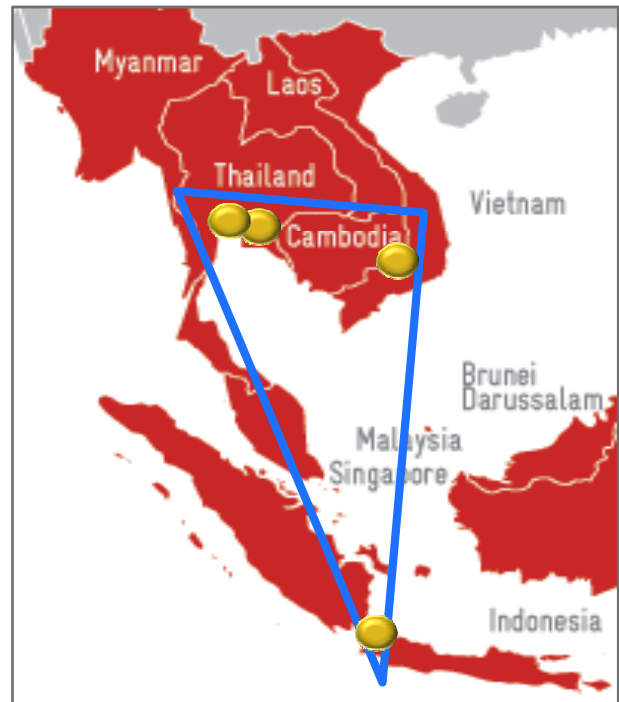 Myanmar
Laos
Thailand
Vietnam
Cambodia
Brunei
Darussalam
Malaysia
Singapore
Indonesia